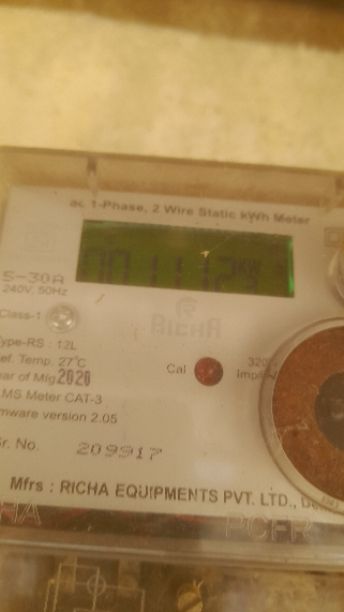 ac 1-Phase, 2 Wire Static kWh Meter
5-30A
240V, 50Hz
Class-1
RICHA
Type-RS : 12L
Ref. Temp. 27°C
Cal
320
Year of Mfg 2020
MS Meter CAT-3
Firmware version 2.05
Sr. No. 209917
Mfrs : RICHA EQUIPMENTS PVT. LTD.,